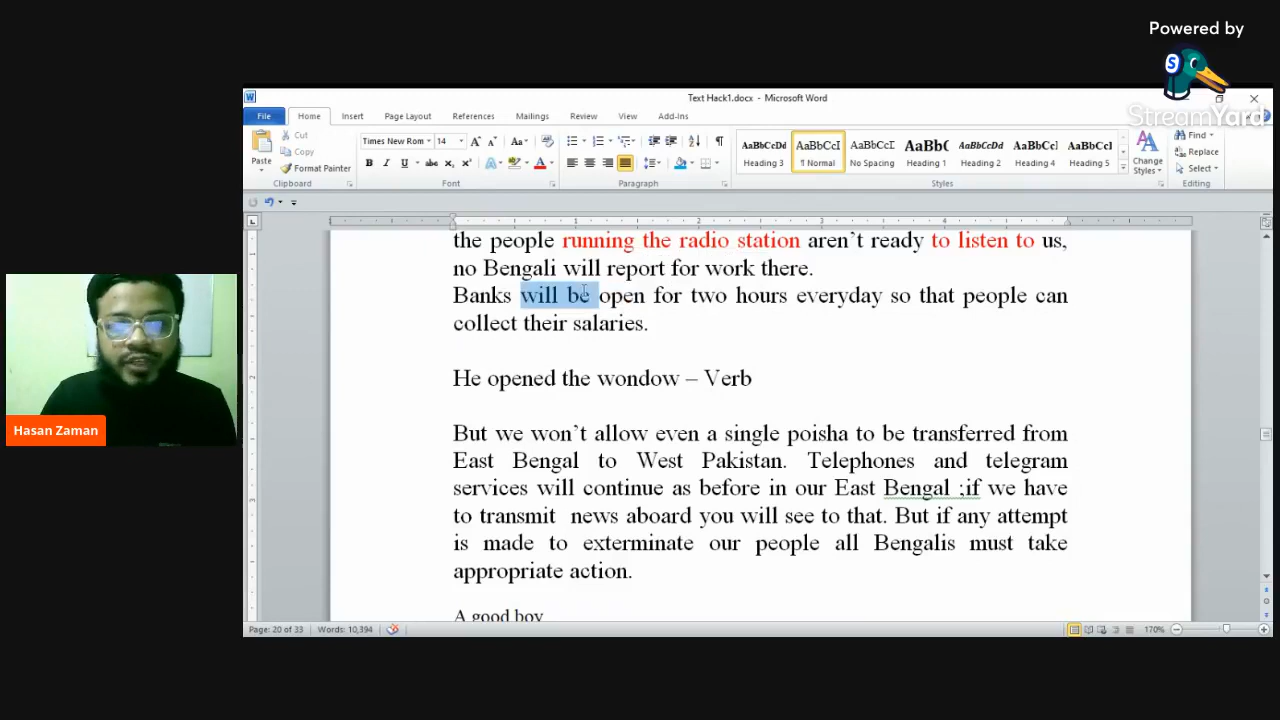 Powered by
S
StreamYard
Text Hack1.docx - Microsoft Word
File Home Insert Page Layout References Mailings Review View Add-Ins
Paste
Cut
Copy
Format Painter
Clipboard
Times New Rom 14
Font
Paragraph
AaBbCcDd AaBbCcI AaBbCcI AaBbC AaBbCcDd AaBbCcI AaBbCcI
Heading 3 ¶ Normal No Spacing Heading 1 Heading 2 Heading 4 Heading 5
Change Styles
Styles
Find
Replace
Select
Editing
the people running the radio station aren’t ready to listen to us,
no Bengali will report for work there.
Banks will be open for two hours everyday so that people can
collect their salaries.
He opened the wondow – Verb
But we won’t allow even a single poisha to be transferred from
East Bengal to West Pakistan. Telephones and telegram
services will continue as before in our East Bengal ;if we have
to transmit news aboard you will see to that. But if any attempt
is made to exterminate our people all Bengalis must take
appropriate action.
A good boy
Page: 20 of 33 Words: 10,394 170%
Hasan Zaman